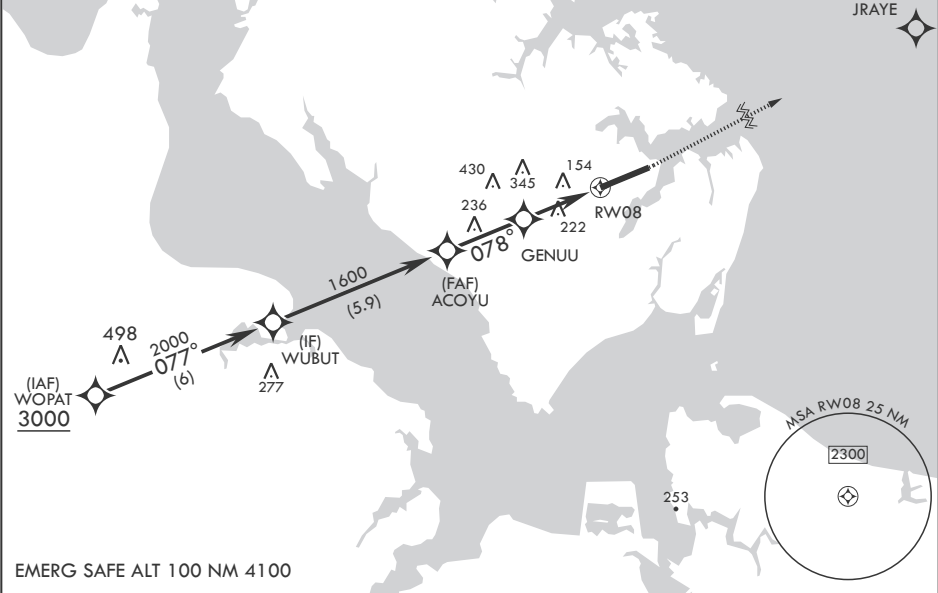 JRAYE
430
345
154
236
222
RW08
078°
GENUU
(FAF)
ACOYU
1600
(5.9)
498
2000
077°
(6)
(IF)
WUBUT
277
(IAF)
WOPAT
3000
MSA RW08 25 NM
2300
253
EMERG SAFE ALT 100 NM 4100